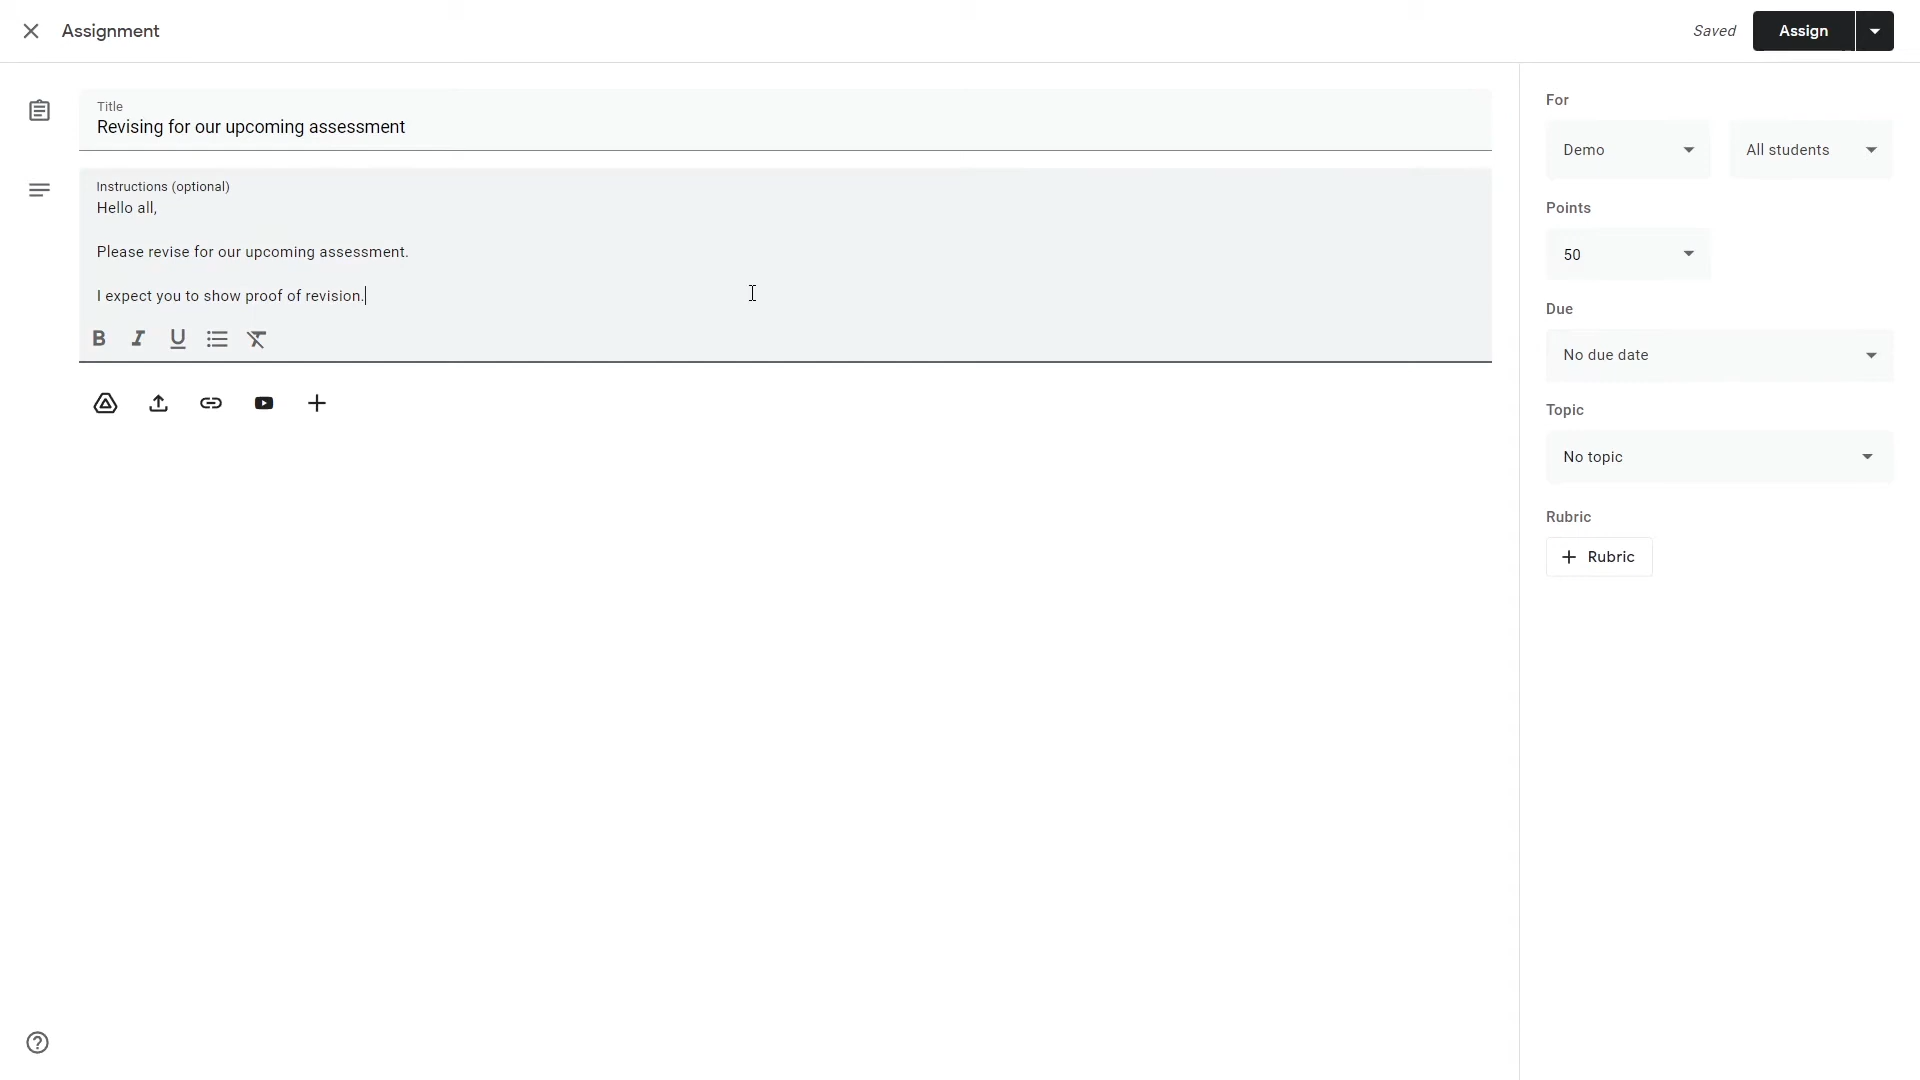 Assignment
Saved
Assign
Title
Revising for our upcoming assessment
Instructions (optional)
Hello all,
Please revise for our upcoming assessment.
I expect you to show proof of revision.
B I U
For
Demo
All students
Points
50
Due
No due date
Topic
No topic
Rubric
Rubric